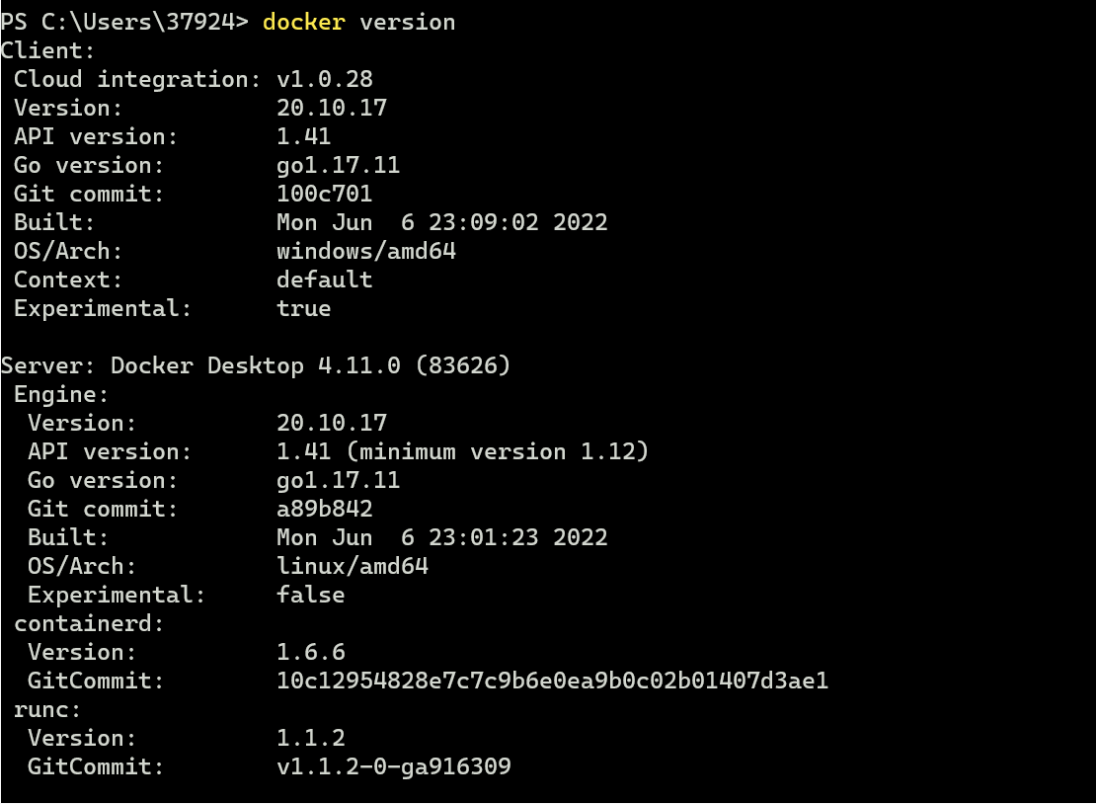 PS C:\Users\37924> docker version
Client:
 Cloud integration: v1.0.28
 Version:           20.10.17
 API version:       1.41
 Go version:        go1.17.11
 Git commit:        100c701
 Built:             Mon Jun  6 23:09:02 2022
 OS/Arch:           windows/amd64
 Context:           default
 Experimental:      true

Server: Docker Desktop 4.11.0 (83626)
 Engine:
  Version:          20.10.17
  API version:      1.41 (minimum version 1.12)
  Go version:       go1.17.11
  Git commit:       a89b842
  Built:            Mon Jun  6 23:01:23 2022
  OS/Arch:          linux/amd64
  Experimental:     false
 containerd:
  Version:          1.6.6
  GitCommit:        10c12954828e7c7c9b6e0ea9b0c02b01407d3ae1
 runc:
  Version:          1.1.2
  GitCommit:        v1.1.2-0-ga916309